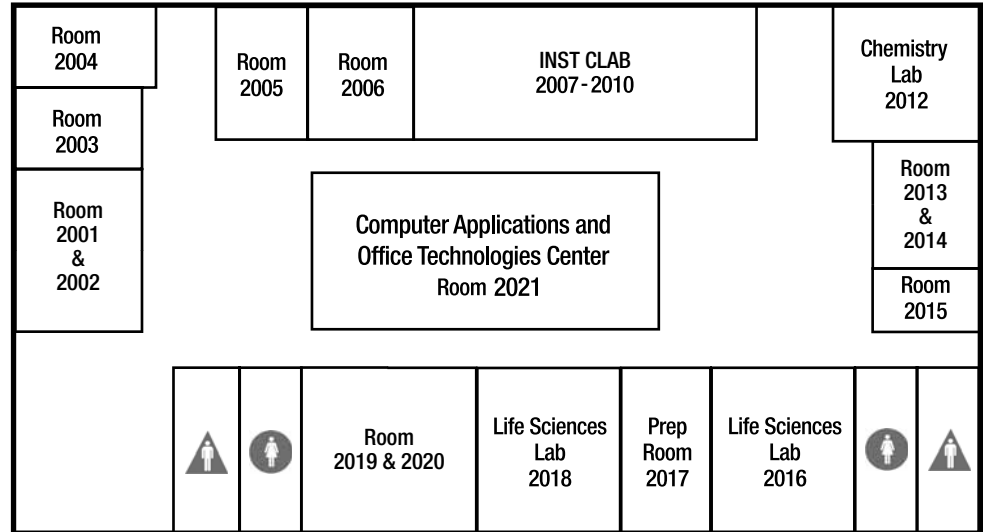 Room
2004
Room
2005
Room
2006
INST CLAB
2007-2010
Chemistry
Lab
2012
Room
2003
Room
2013
&
2014
Room
2001
&
2002
Computer Applications and
Office Technologies Center
Room 2021
Room
2015
Room
2019 & 2020
Life Sciences
Lab
2018
Prep
Room
2017
Life Sciences
Lab
2016